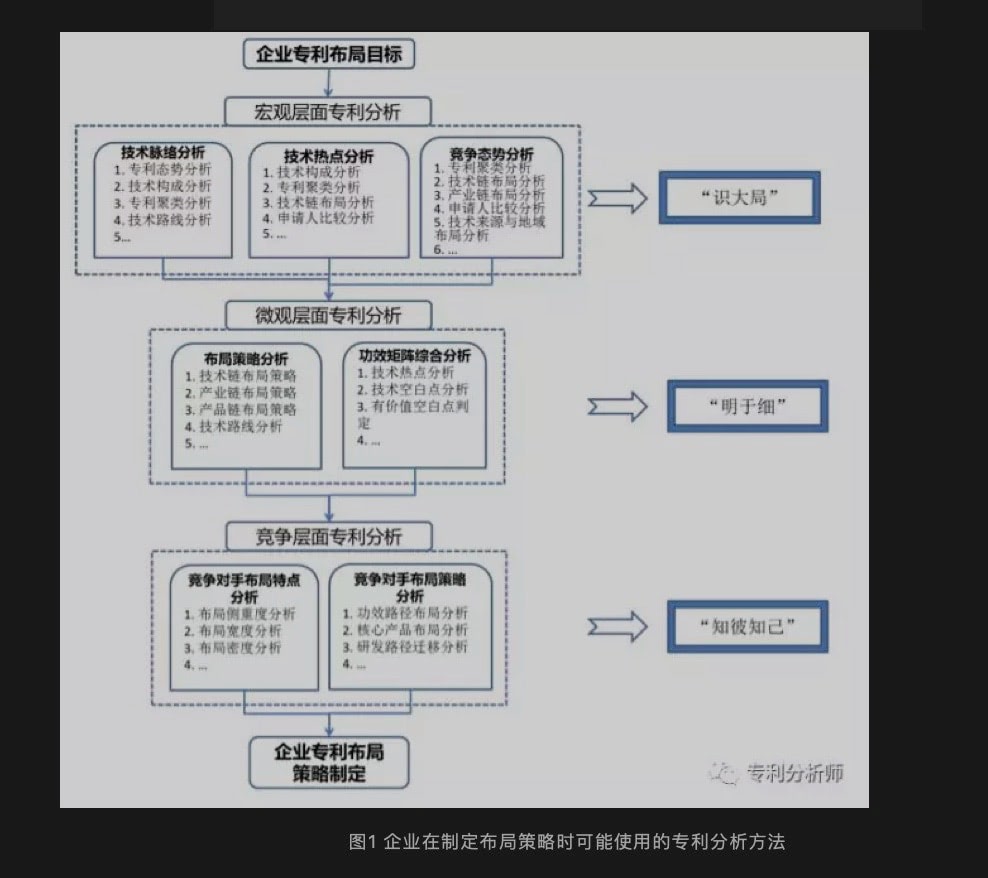 企业专利布局目标
宏观层面专利分析
技术脉络分析
1. 专利态势分析
2. 技术构成分析
3. 专利聚类分析
4. 技术路线分析
5...
技术热点分析
1. 技术构成分析
2. 专利聚类分析
3. 技术链布局分析
4. 申请人比较分析
5. ...
竞争态势分析
1. 专利聚类分析
2. 技术链布局分析
3. 产业链布局分析
4. 申请人比较分析
5. 技术来源与地域
布局分析
6. ...
“识大局”
微观层面专利分析
布局策略分析
1. 技术链布局策略
2. 产业链布局策略
3. 产品链布局策略
4. 技术路线分析
5. ...
功效矩阵综合分析
1. 技术热点分析
2. 技术空白点分析
3. 有价值空白点判
定
4. ...
“明于细”
竞争层面专利分析
竞争对手布局特点
分析
1. 布局侧重度分析
2. 布局宽度分析
3. 布局密度分析
4. ...
竞争对手布局策略
分析
1. 功效路径布局分析
2. 核心产品布局分析
3. 研发路径迁移分析
4. ...
“知彼知己”
企业专利布局
策略制定
专利分析师
图1 企业在制定布局策略时可能使用的专利分析方法